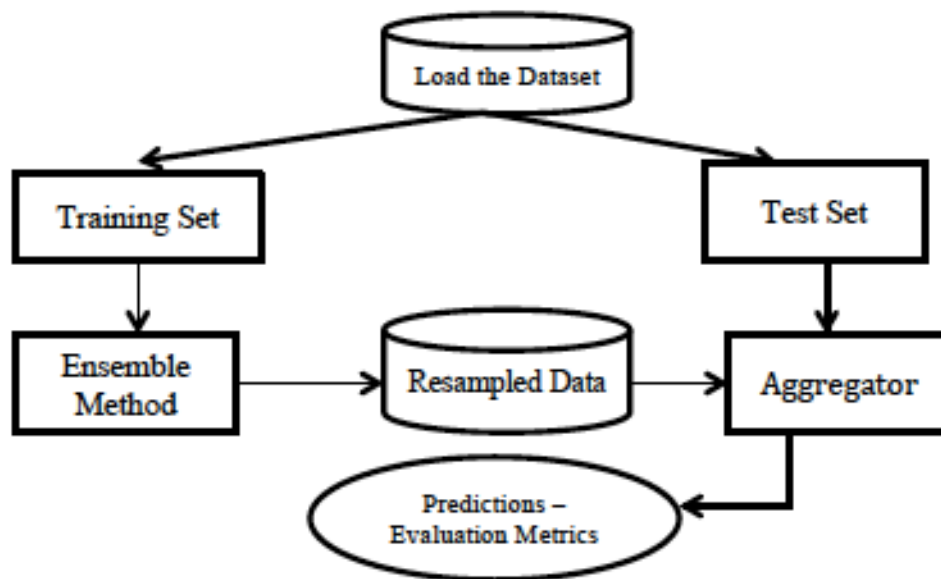 Load the Dataset
Training Set
Test Set
Ensemble
Method
Resampled Data
Aggregator
Predictions –
Evaluation Metrics